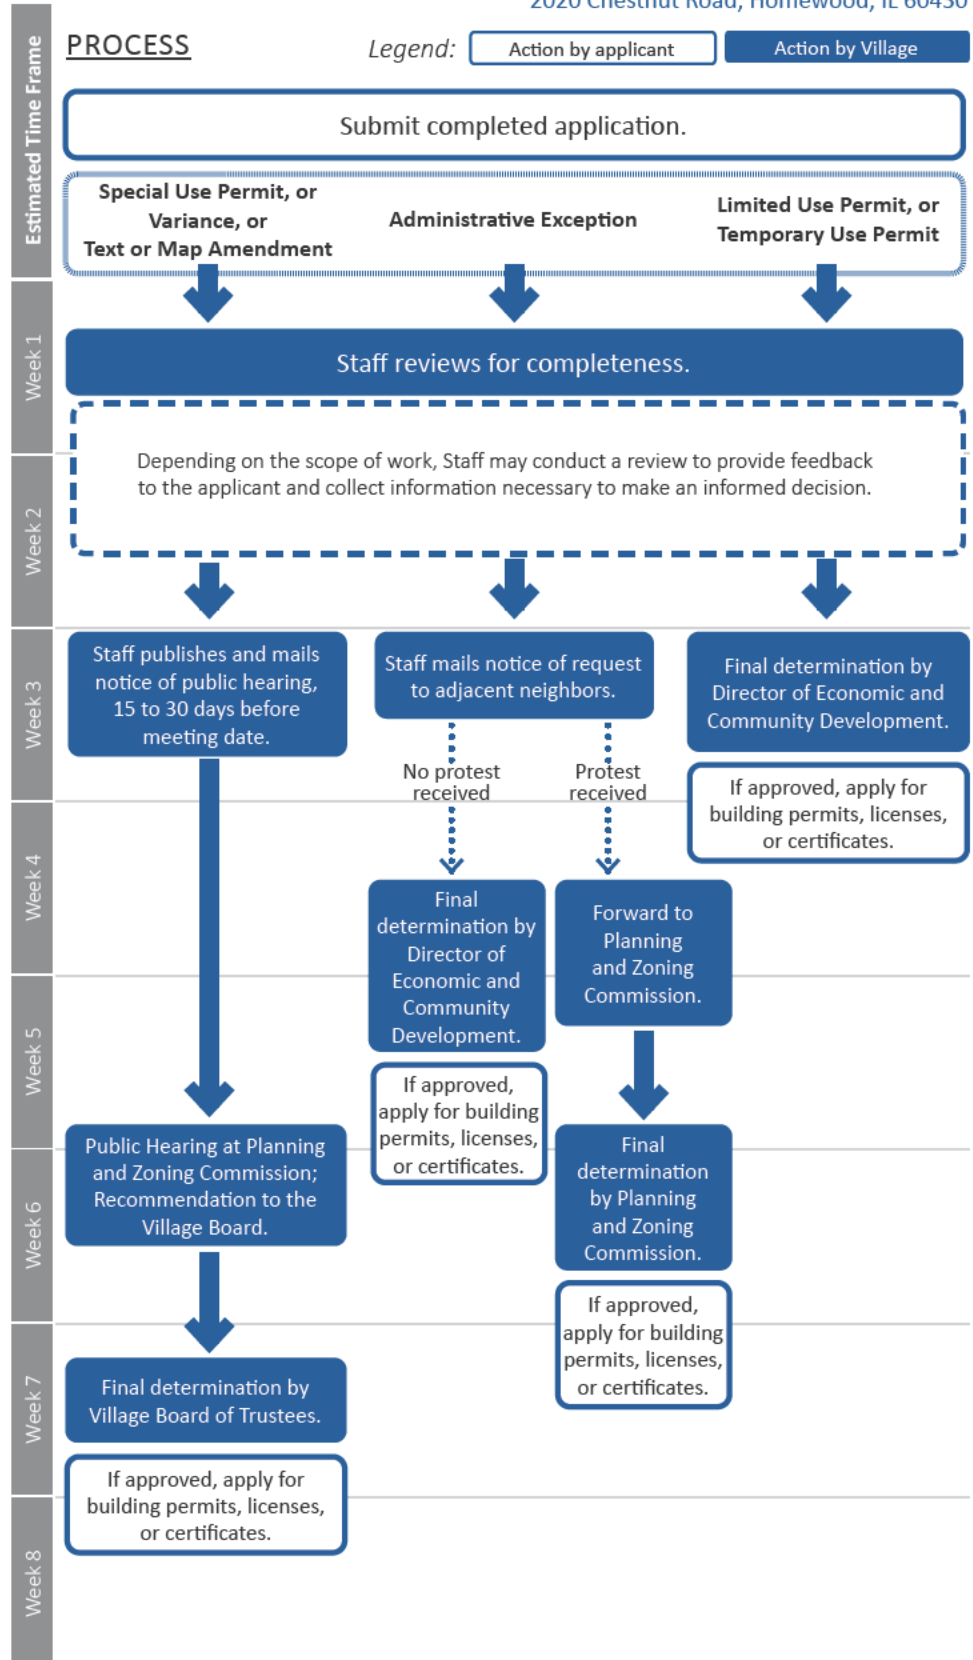 2020 Chestnut Road, Homewood, IL 60430
PROCESS
Legend:
Action by applicant
Action by Village
Estimated Time Frame
Submit completed application.
Special Use Permit, or
Variance, or
Text or Map Amendment
Administrative Exception
Limited Use Permit, or
Temporary Use Permit
Week 1
Staff reviews for completeness.
Depending on the scope of work, Staff may conduct a review to provide feedback
to the applicant and collect information necessary to make an informed decision.
Week 2
Week 3
Staff publishes and mails
notice of public hearing,
15 to 30 days before
meeting date.
Staff mails notice of request
to adjacent neighbors.
Final determination by
Director of Economic and
Community Development.
No protest
received
Protest
received
If approved, apply for
building permits, licenses,
or certificates.
Week 4
Final
determination by
Director of
Economic and
Community
Development.
Forward to
Planning
and Zoning
Commission.
Week 5
If approved,
apply for building
permits, licenses,
or certificates.
Public Hearing at Planning
and Zoning Commission;
Recommendation to the
Village Board.
Final
determination
by Planning
and Zoning
Commission.
Week 6
If approved,
apply for building
permits, licenses,
or certificates.
Week 7
Final determination by
Village Board of Trustees.
If approved, apply for
building permits, licenses,
or certificates.
Week 8